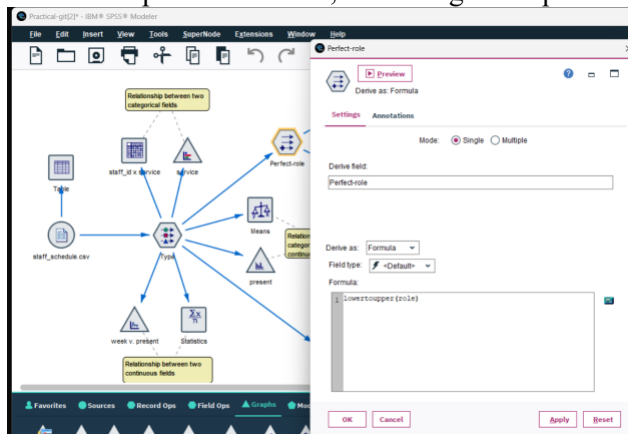 Practical-git[2]* - IBM® SPSS® Modeler
File Edit Insert View Tools SuperNode Extensions Window Help
Relationship between two
categorical fields
staff_id x service
service
Perfect-role
Table
Means
staff_schedule.csv
Type
present
week v. present
Statistics
Relationship between two
continuous fields
Favorites Sources Record Ops Field Ops Graphs
Perfect-role
Preview
Derive as: Formula
Settings Annotations
Mode: Single Multiple
Derive field:
Perfect-role
Derive as: Formula
Field type: <Default>
Formula:
1 lowertoupper(role)
OK Cancel Apply Reset